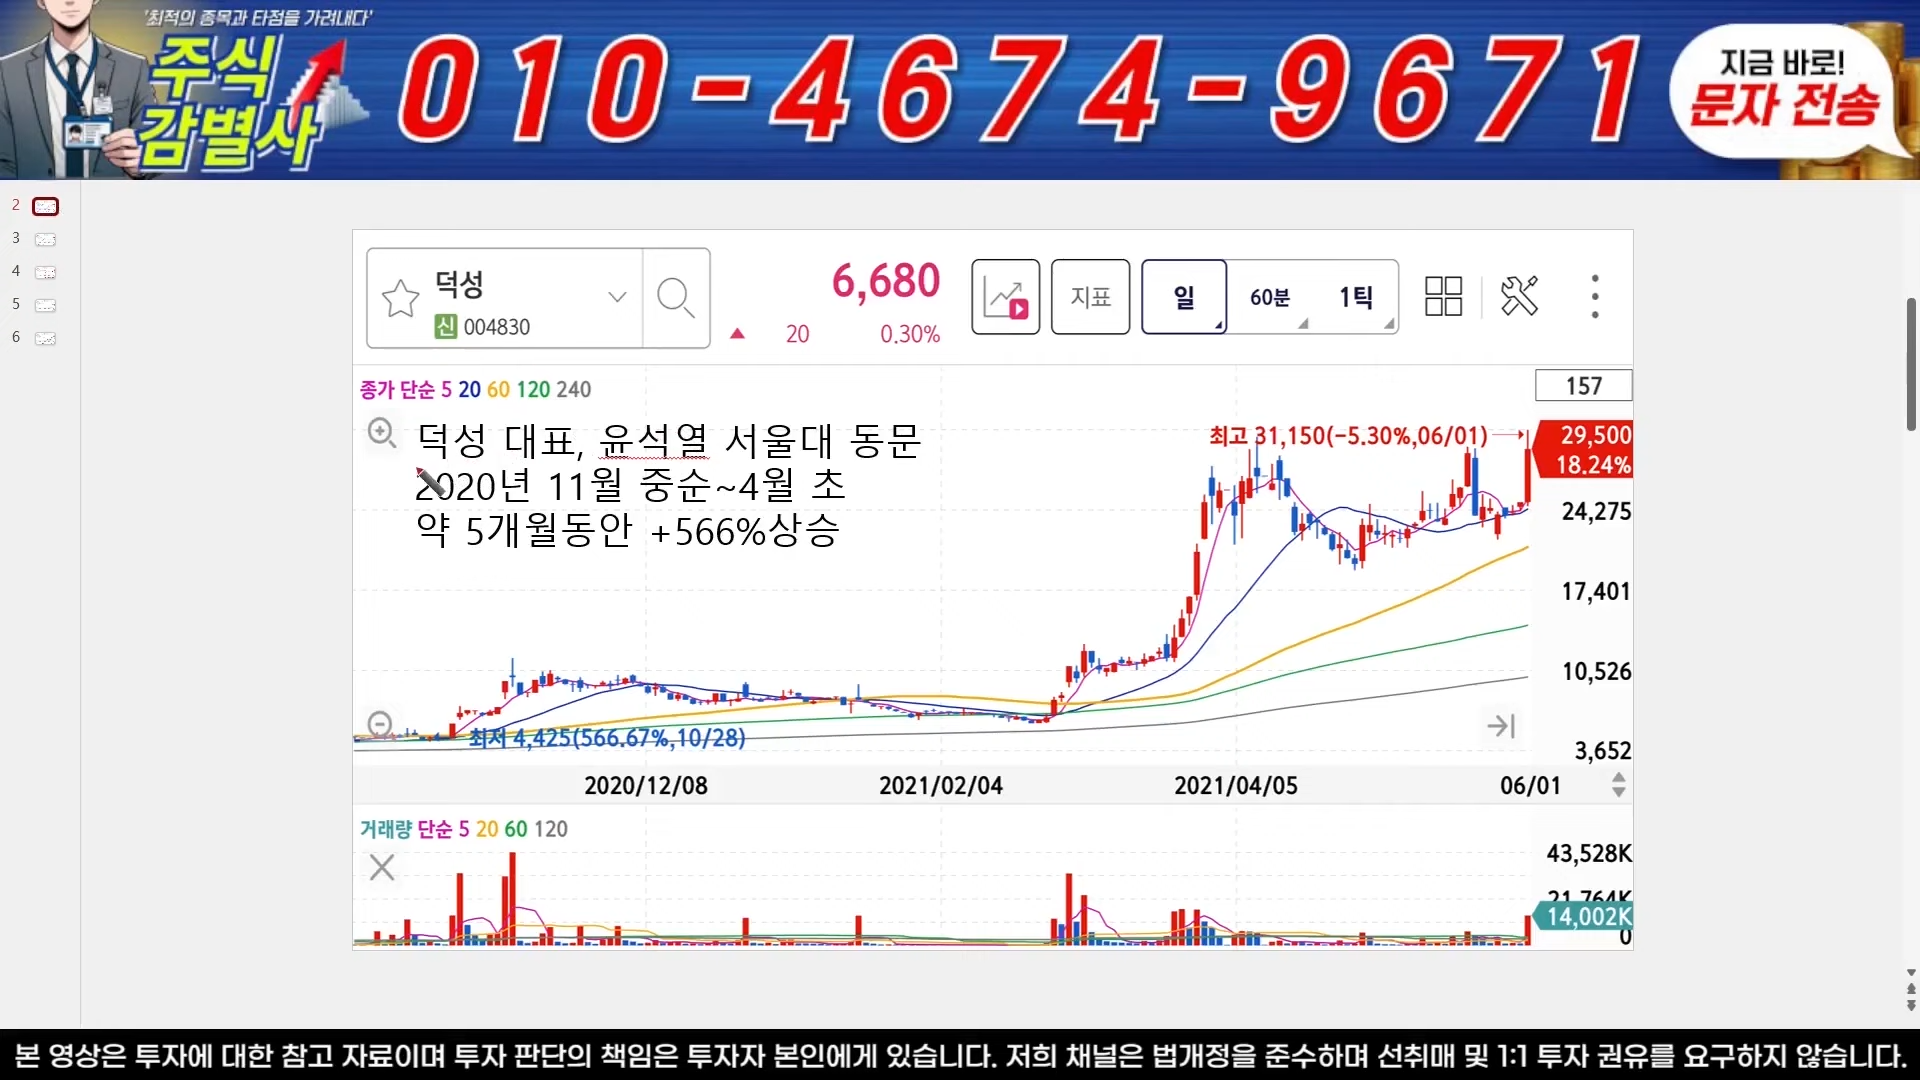 '최적의 종목과 타점을 가려내다'
주식
감별사
010-4674-9671
지금 바로!
문자 전송
2
3
4
5
6
덕성
신 004830
6,680
▲ 20 0.30%
지표
일 60분 1틱
종가 단순 5 20 60 120 240
157
덕성 대표, 윤석열 서울대 동문
2020년 11월 중순~4월 초
약 5개월동안 +566%상승
최고 31,150(-5.30%,06/01)
29,500
18.24%
24,275
17,401
10,526
3,652
최저 4,425(566.67%,10/28)
2020/12/08 2021/02/04 2021/04/05 06/01
거래량 단순 5 20 60 120
43,528K
21,764K
14,002K
0
본 영상은 투자에 대한 참고 자료이며 투자 판단의 책임은 투자자 본인에게 있습니다. 저희 채널은 법개정을 준수하며 선취매 및 1:1 투자 권유를 요구하지 않습니다.